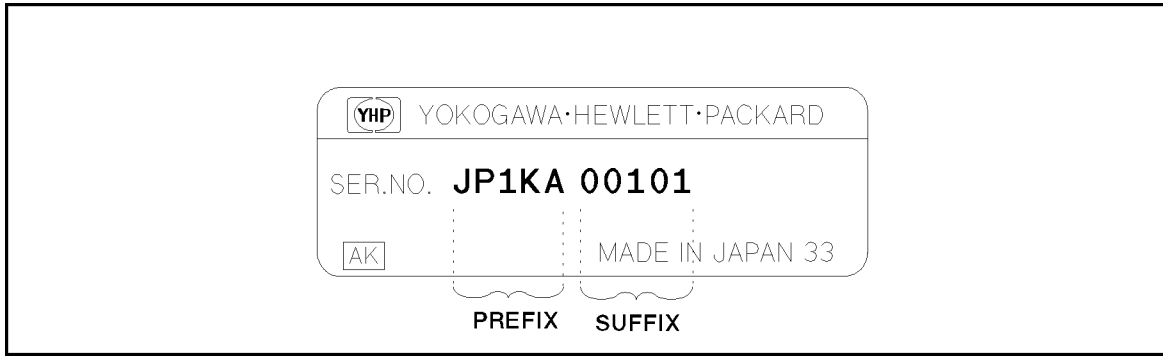 YHP YOKOGAWA·HEWLETT·PACKARD
SER.NO. JP1KA 00101
AK MADE IN JAPAN 33
PREFIX SUFFIX